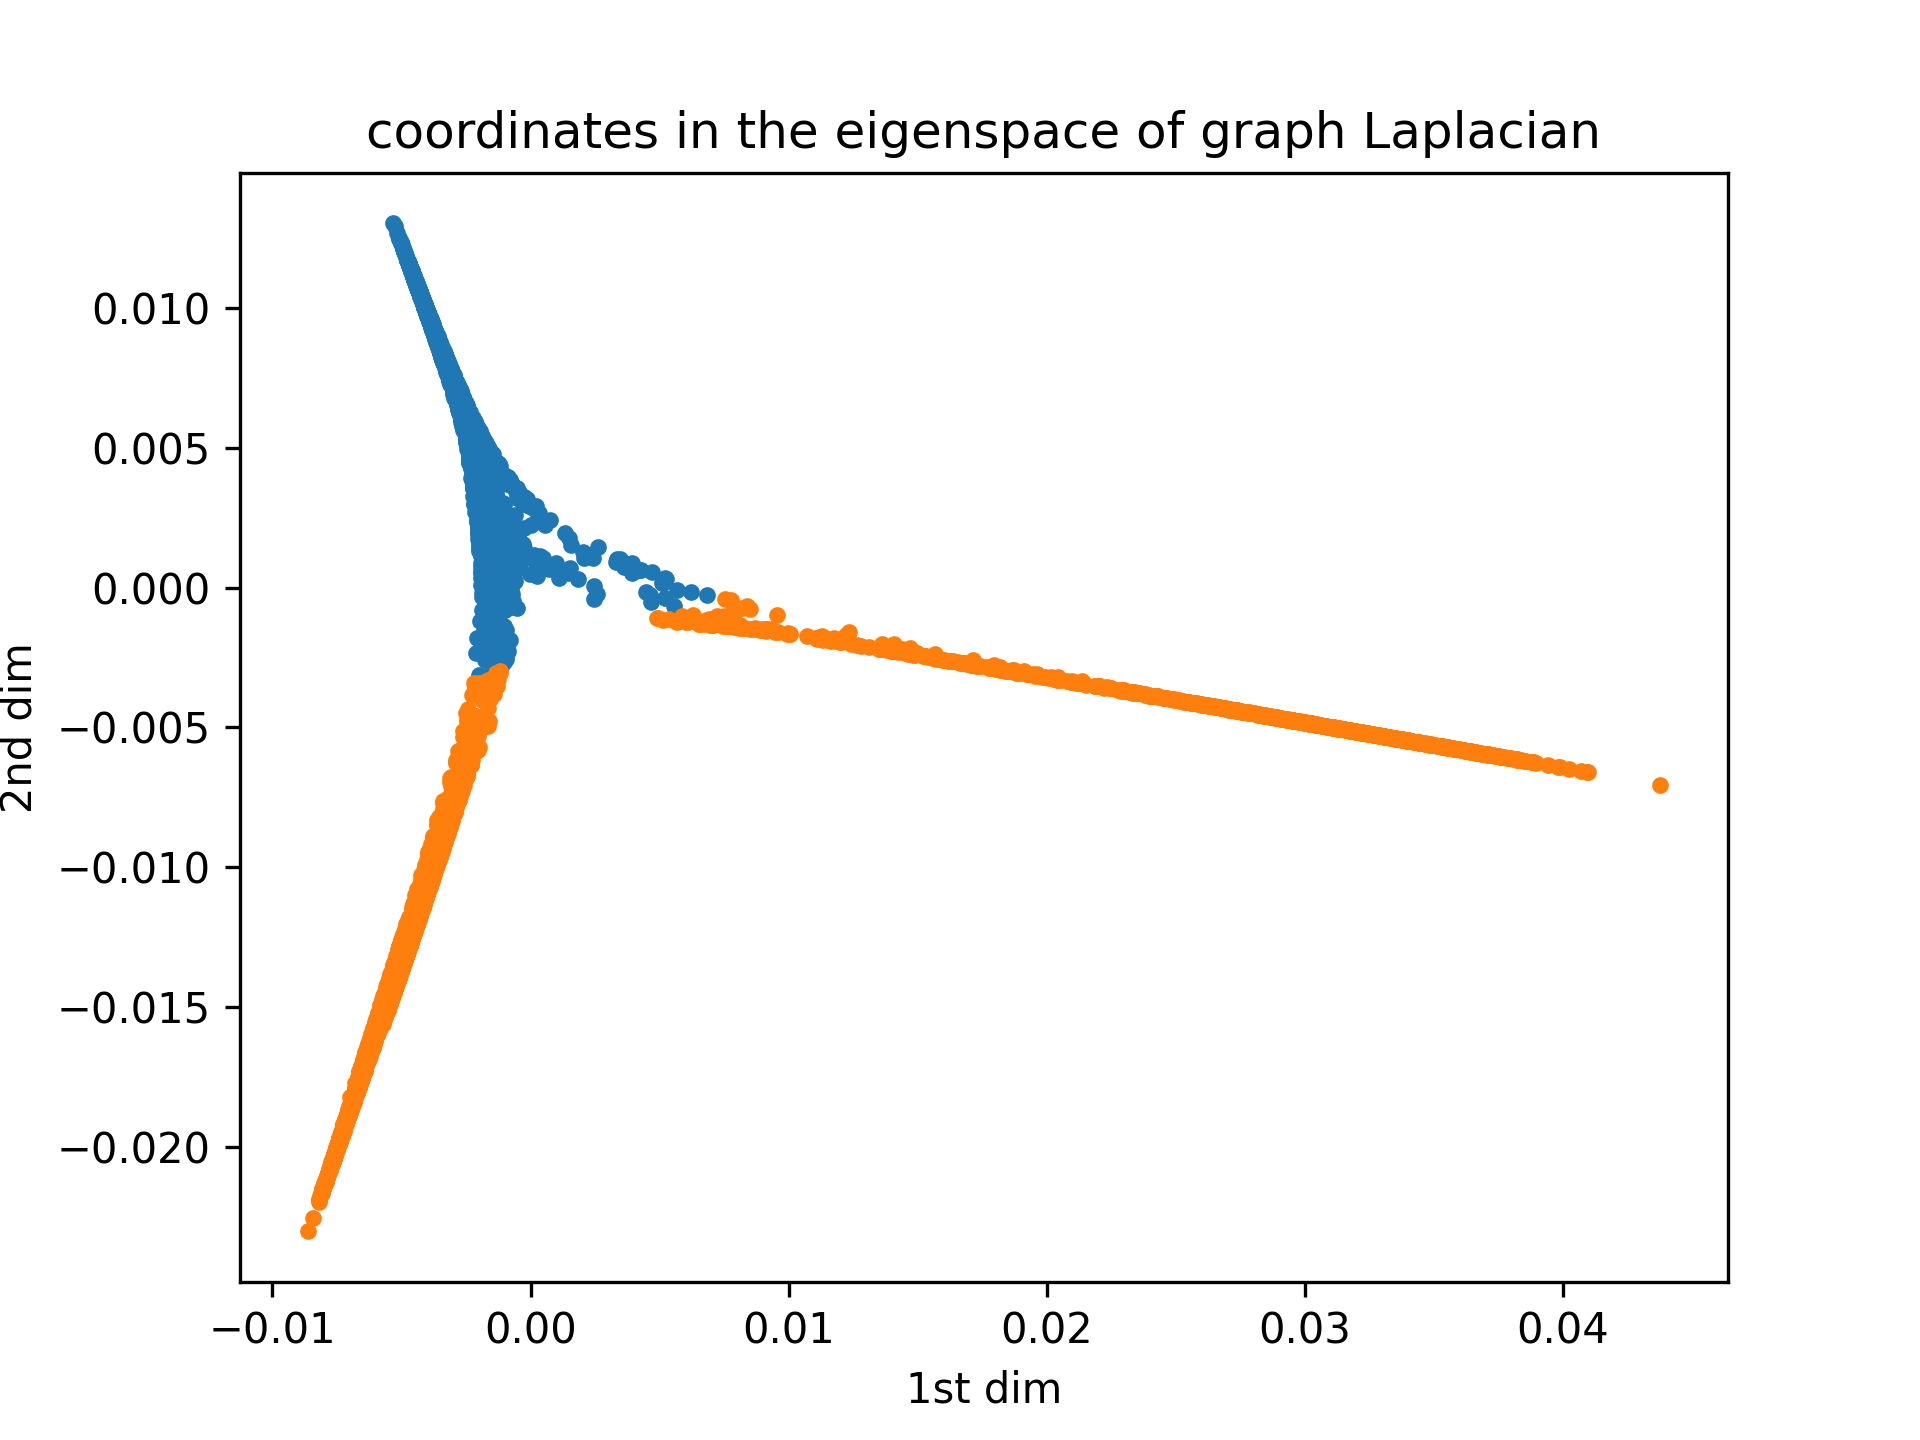 coordinates in the eigenspace of graph Laplacian
2nd dim
0.010
0.005
0.000
−0.005
−0.010
−0.015
−0.020
−0.01 0.00 0.01 0.02 0.03 0.04
1st dim